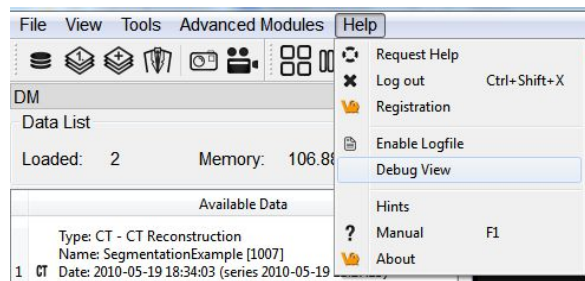 File View Tools Advanced Modules Help
Request Help
Log out Ctrl+Shift+X
DM
Registration
Data List
Enable Logfile
Loaded: 2 Memory: 106.88
Debug View
Available Data
Hints
Type: CT - CT Reconstruction
? Manual F1
Name: SegmentationExample [1007]
About
1 CT Date: 2010-05-19 18:34:03 (series 2010-05-19